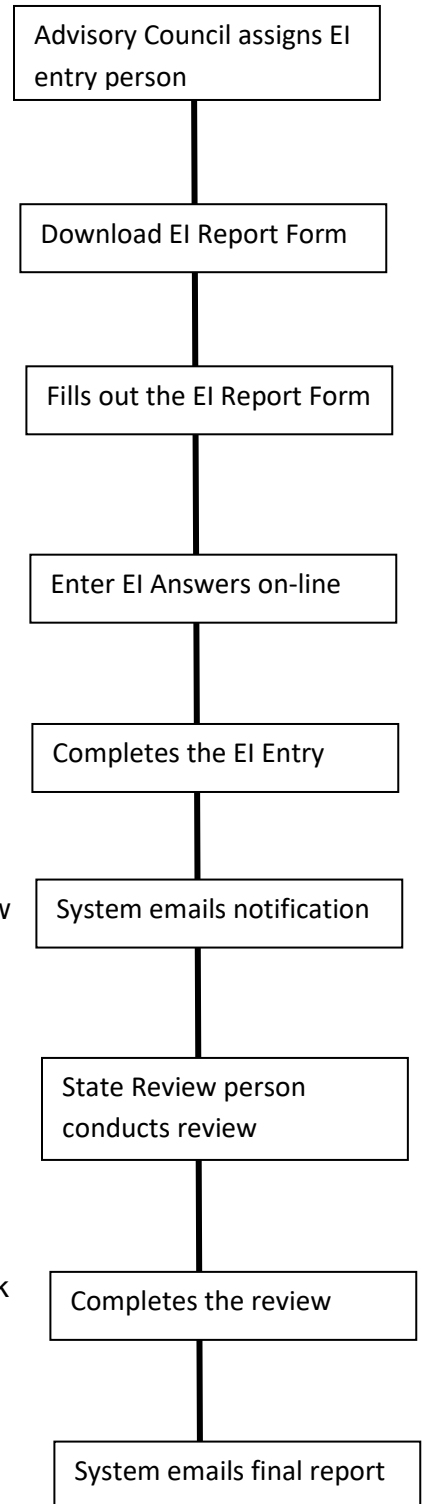 Advisory Council assigns EI
entry person
Download EI Report Form
Fills out the EI Report Form
Enter EI Answers on-line
Completes the EI Entry
System emails notification
State Review person
conducts review
Completes the review
System emails final report